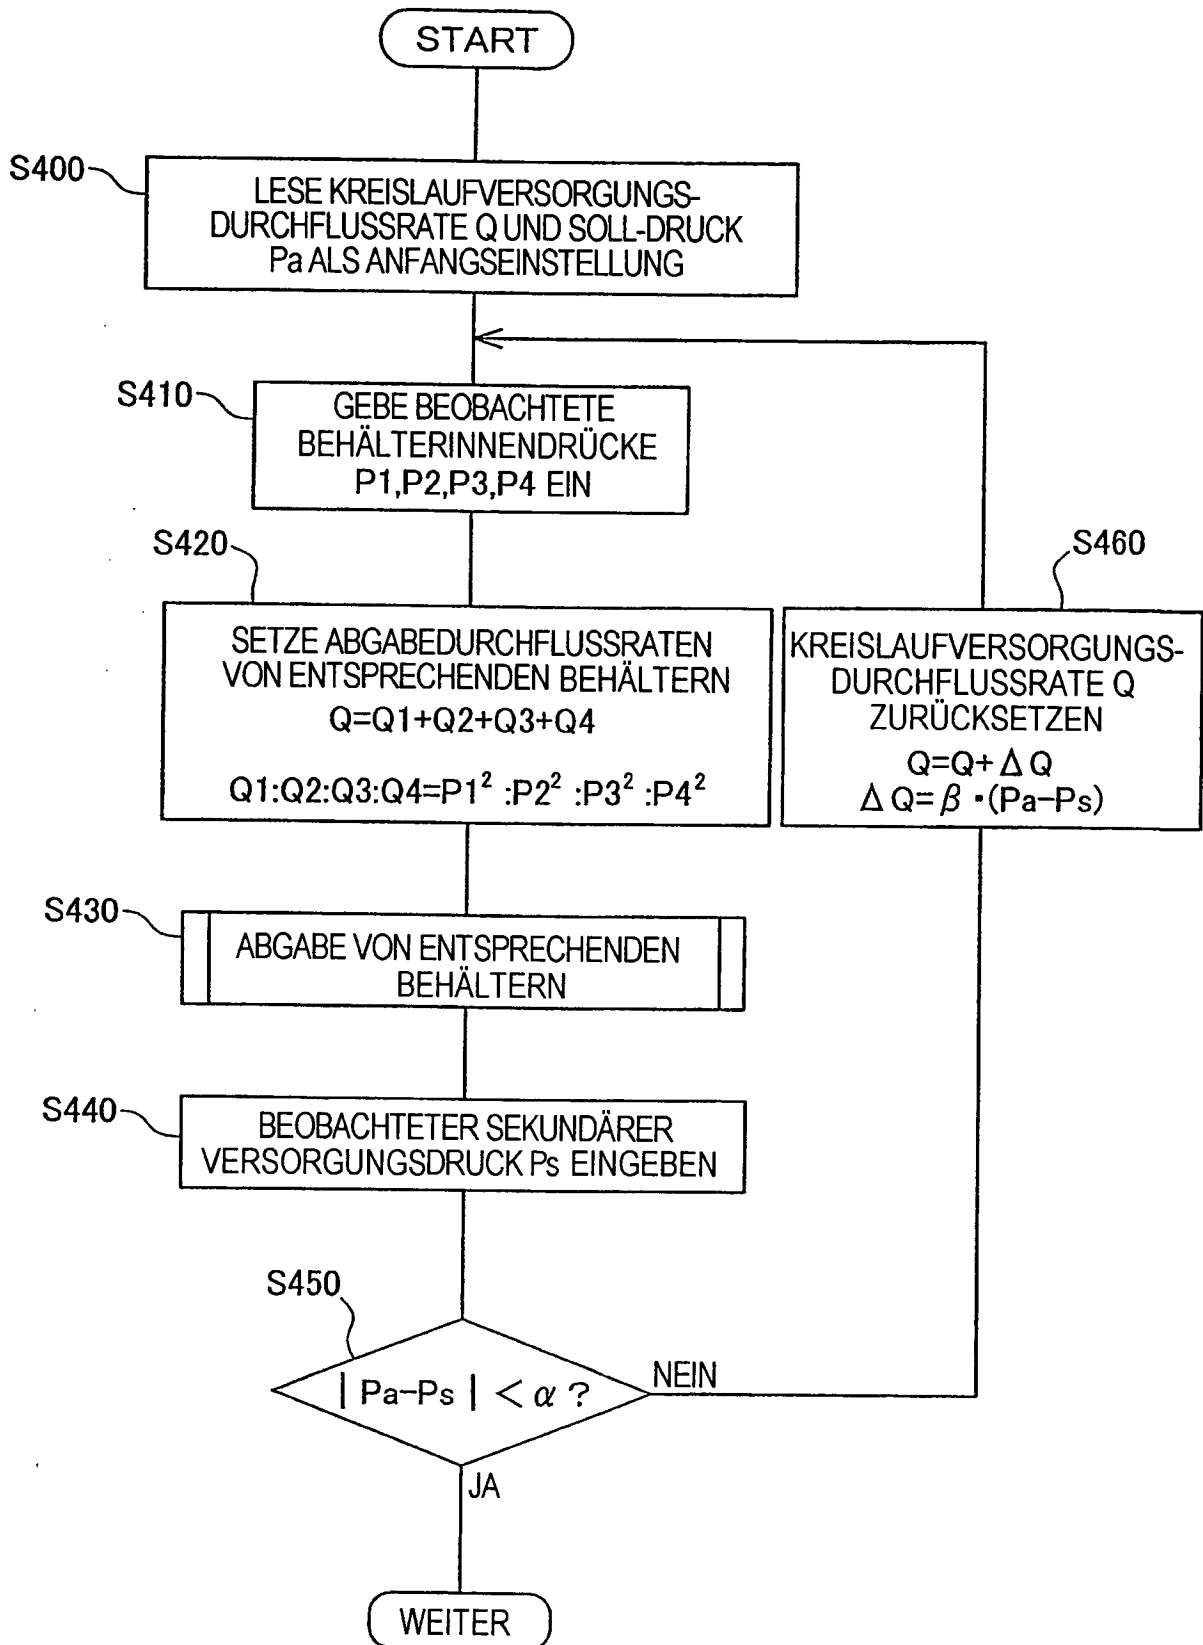 START
S400
LESE KREISLAUFVERSORGUNGS-
DURCHFLUSSRATE Q UND SOLL-DRUCK
Pa ALS ANFANGSEINSTELLUNG
S410
GEBE BEOBACHTETE
BEHÄLTERINNENDRÜCKE
P1,P2,P3,P4 EIN
S420
SETZE ABGABEDURCHFLUSSRATEN
VON ENTSPRECHENDEN BEHÄLTERN
Q=Q1+Q2+Q3+Q4
Q1:Q2:Q3:Q4=P1² :P2² :P3² :P4²
S460
KREISLAUFVERSORGUNGS-
DURCHFLUSSRATE Q
ZURÜCKSETZEN
Q=Q+ΔQ
ΔQ=β・(Pa-Ps)
S430
ABGABE VON ENTSPRECHENDEN
BEHÄLTERN
S440
BEOBACHTETER SEKUNDÄRER
VERSORGUNGSDRUCK Ps EINGEBEN
S450
| Pa-Ps | < α ?
NEIN
JA
WEITER